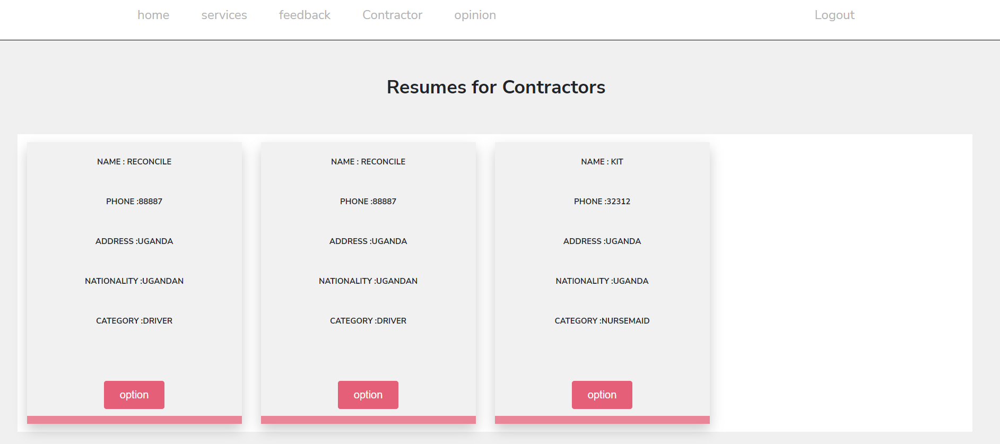 home services feedback Contractor opinion Logout
Resumes for Contractors
NAME : RECONCILE
PHONE :88887
ADDRESS :UGANDA
NATIONALITY :UGANDAN
CATEGORY :DRIVER
option
NAME : RECONCILE
PHONE :88887
ADDRESS :UGANDA
NATIONALITY :UGANDAN
CATEGORY :DRIVER
option
NAME : KIT
PHONE :32312
ADDRESS :UGANDA
NATIONALITY :UGANDA
CATEGORY :NURSEMAID
option